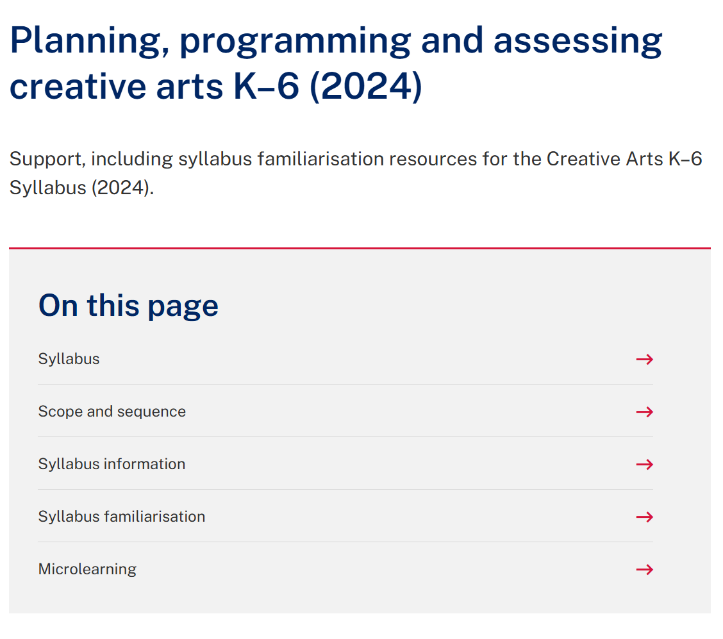 Planning, programming and assessing
creative arts K–6 (2024)
Support, including syllabus familiarisation resources for the Creative Arts K–6
Syllabus (2024).
On this page
Syllabus
Scope and sequence
Syllabus information
Syllabus familiarisation
Microlearning